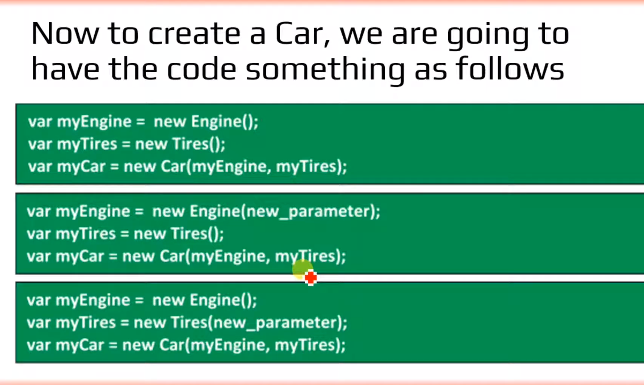 Now to create a Car, we are going to
have the code something as follows
var myEngine = new Engine();
var myTires = new Tires();
var myCar = new Car(myEngine, myTires);
var myEngine = new Engine(new_parameter);
var myTires = new Tires();
var myCar = new Car(myEngine, myTires);
var myEngine = new Engine();
var myTires = new Tires(new_parameter);
var myCar = new Car(myEngine, myTires);